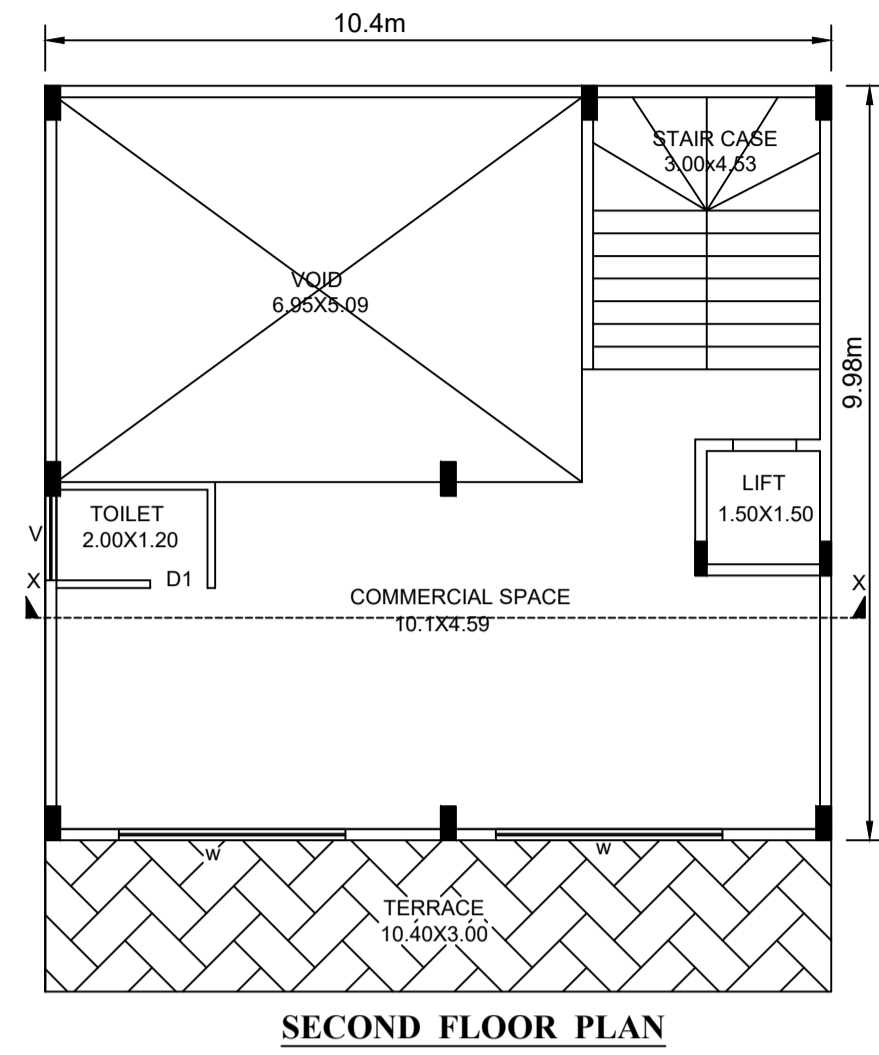 10.4m
STAIR CASE
3.00x4.53
VOID
6.95X5.09
9.98m
LIFT
1.50X1.50
TOILET
2.00X1.20
V
D1
X
X
COMMERCIAL SPACE
10.1X4.59
w
w
TERRACE
10.40X3.00
SECOND FLOOR PLAN